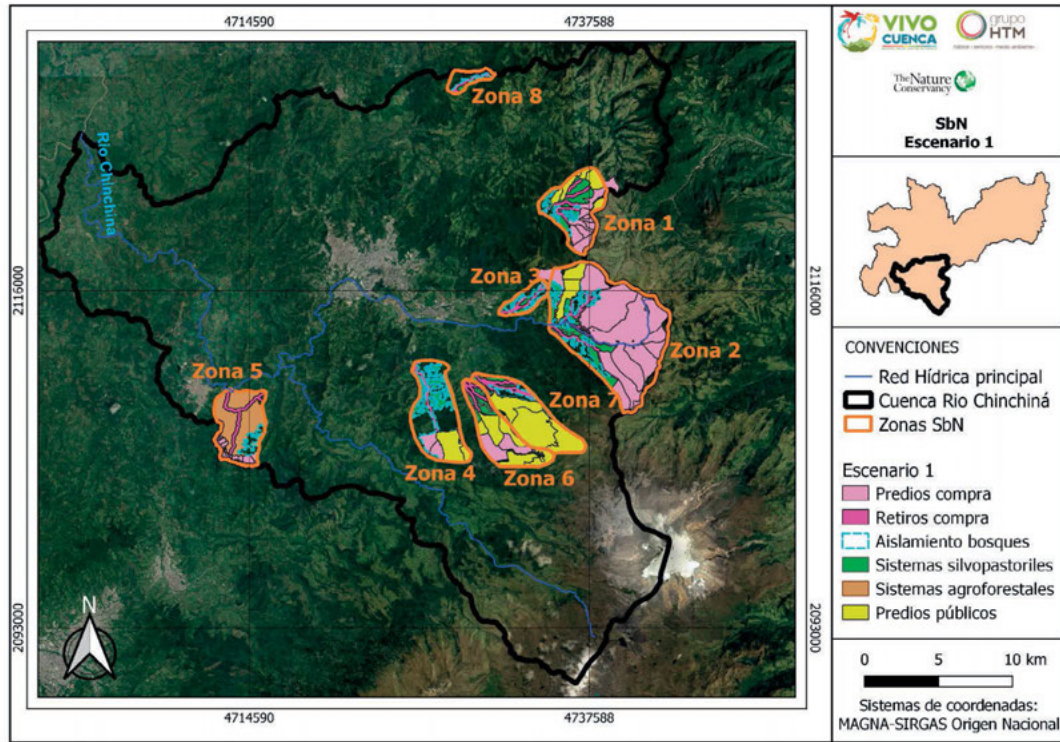 4714590
4737588
2116000
2093000
2116000
2093000
4714590
4737588
Rio Chinchina
Zona 8
Zona 1
Zona 3
Zona 2
Zona 5
Zona 7
Zona 4
Zona 6
N
VIVO
CUENCA
grupo
HTM
The Nature
Conservancy
SbN
Escenario 1
CONVENCIONES
Red Hídrica principal
Cuenca Rio Chinchiná
Zonas SbN
Escenario 1
Predios compra
Retiros compra
Aislamiento bosques
Sistemas silvopastoriles
Sistemas agroforestales
Predios públicos
0 5 10 km
Sistemas de coordenadas:
MAGNA-SIRGAS Origen Nacional